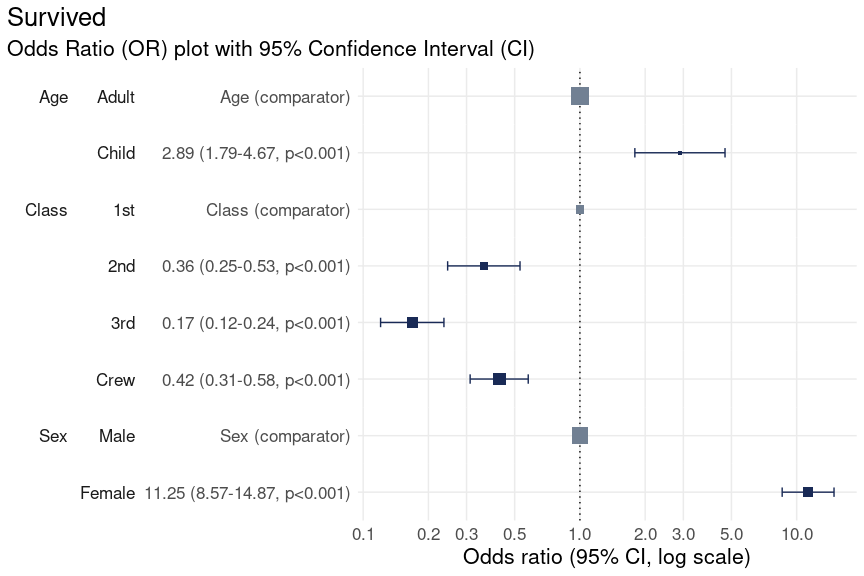 Survived
Odds Ratio (OR) plot with 95% Confidence Interval (CI)
Age Adult Age (comparator)
Child 2.89 (1.79-4.67, p<0.001)
Class 1st Class (comparator)
2nd 0.36 (0.25-0.53, p<0.001)
3rd 0.17 (0.12-0.24, p<0.001)
Crew 0.42 (0.31-0.58, p<0.001)
Sex Male Sex (comparator)
Female 11.25 (8.57-14.87, p<0.001)
0.1 0.2 0.3 0.5 1.0 2.0 3.0 5.0 10.0
Odds ratio (95% CI, log scale)